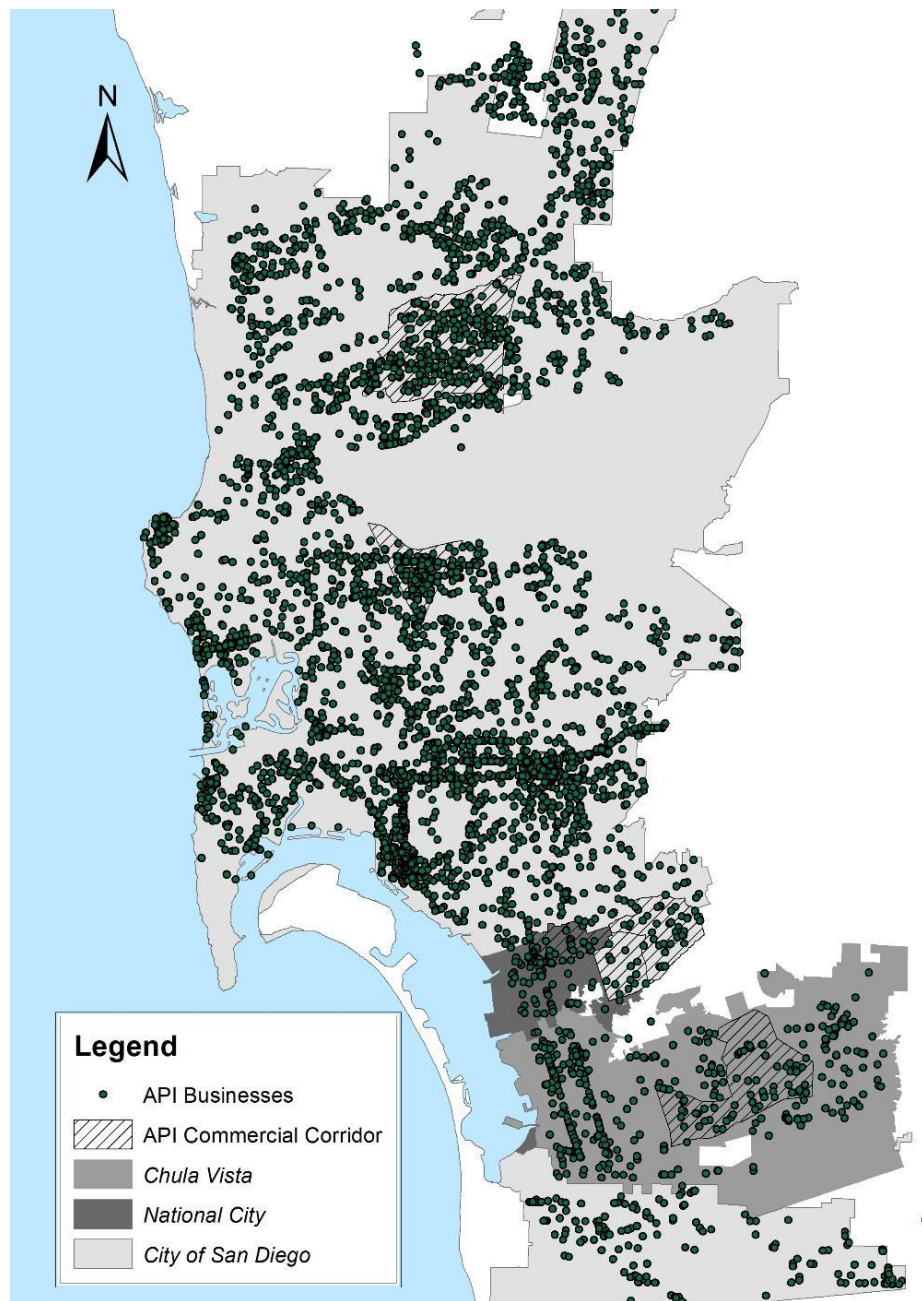 N
Legend
API Businesses
API Commercial Corridor
Chula Vista
National City
City of San Diego